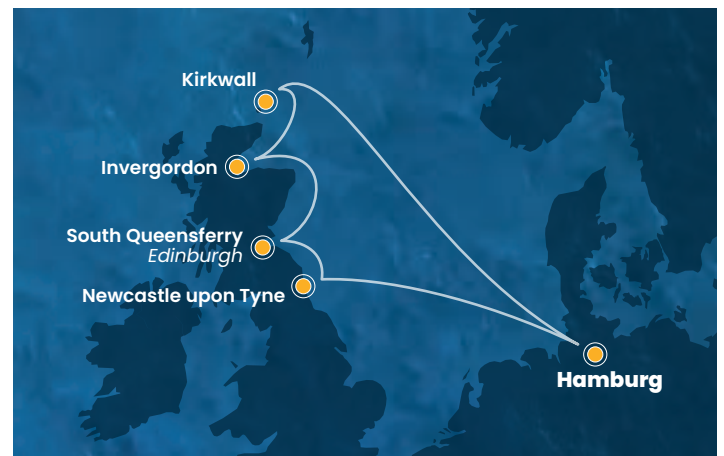 Kirkwall
Invergordon
South Queensferry
Edinburgh
Newcastle upon Tyne
Hamburg